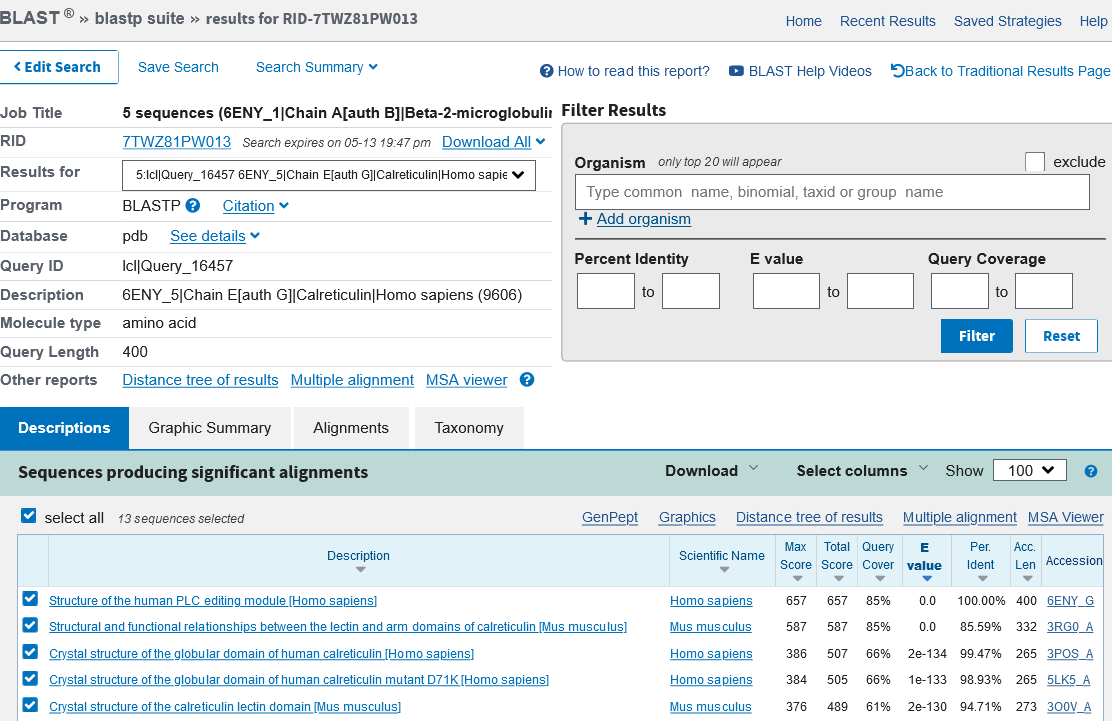 BLAST ® » blastp suite » results for RID-7TWZ81PW013
Home Recent Results Saved Strategies Help
Edit Search Save Search Search Summary
How to read this report? BLAST Help Videos Back to Traditional Results Page
Job Title 5 sequences (6ENY_1|Chain A[auth B]|Beta-2-microglobulin
RID 7TWZ81PW013 Search expires on 05-13 19:47 pm Download All
Results for 5:lcl|Query_16457 6ENY_5|Chain E[auth G]|Calreticulin|Homo sapie
Program BLASTP ? Citation
Database pdb See details
Query ID lcl|Query_16457
Description 6ENY_5|Chain E[auth G]|Calreticulin|Homo sapiens (9606)
Molecule type amino acid
Query Length 400
Other reports Distance tree of results Multiple alignment MSA viewer ?
Filter Results
Organism only top 20 will appear exclude
Type common name, binomial, taxid or group name
+ Add organism
Percent Identity E value Query Coverage
to to to
Filter Reset
Descriptions Graphic Summary Alignments Taxonomy
Sequences producing significant alignments Download Select columns Show 100 ?
select all 13 sequences selected GenPept Graphics Distance tree of results Multiple alignment MSA Viewer
Description Scientific Name Max Score Total Score Query Cover E value Per. Ident Acc. Len Accession
Structure of the human PLC editing module [Homo sapiens] Homo sapiens 657 657 85% 0.0 100.00% 400 6ENY_G
Structural and functional relationships between the lectin and arm domains of calreticulin [Mus musculus] Mus musculus 587 587 85% 0.0 85.59% 332 3RG0_A
Crystal structure of the globular domain of human calreticulin [Homo sapiens] Homo sapiens 386 507 66% 2e-134 99.47% 265 3POS_A
Crystal structure of the globular domain of human calreticulin mutant D71K [Homo sapiens] Homo sapiens 384 505 66% 1e-133 98.93% 265 5LK5_A
Crystal structure of the calreticulin lectin domain [Mus musculus] Mus musculus 376 489 61% 2e-130 94.71% 273 3O0V_A